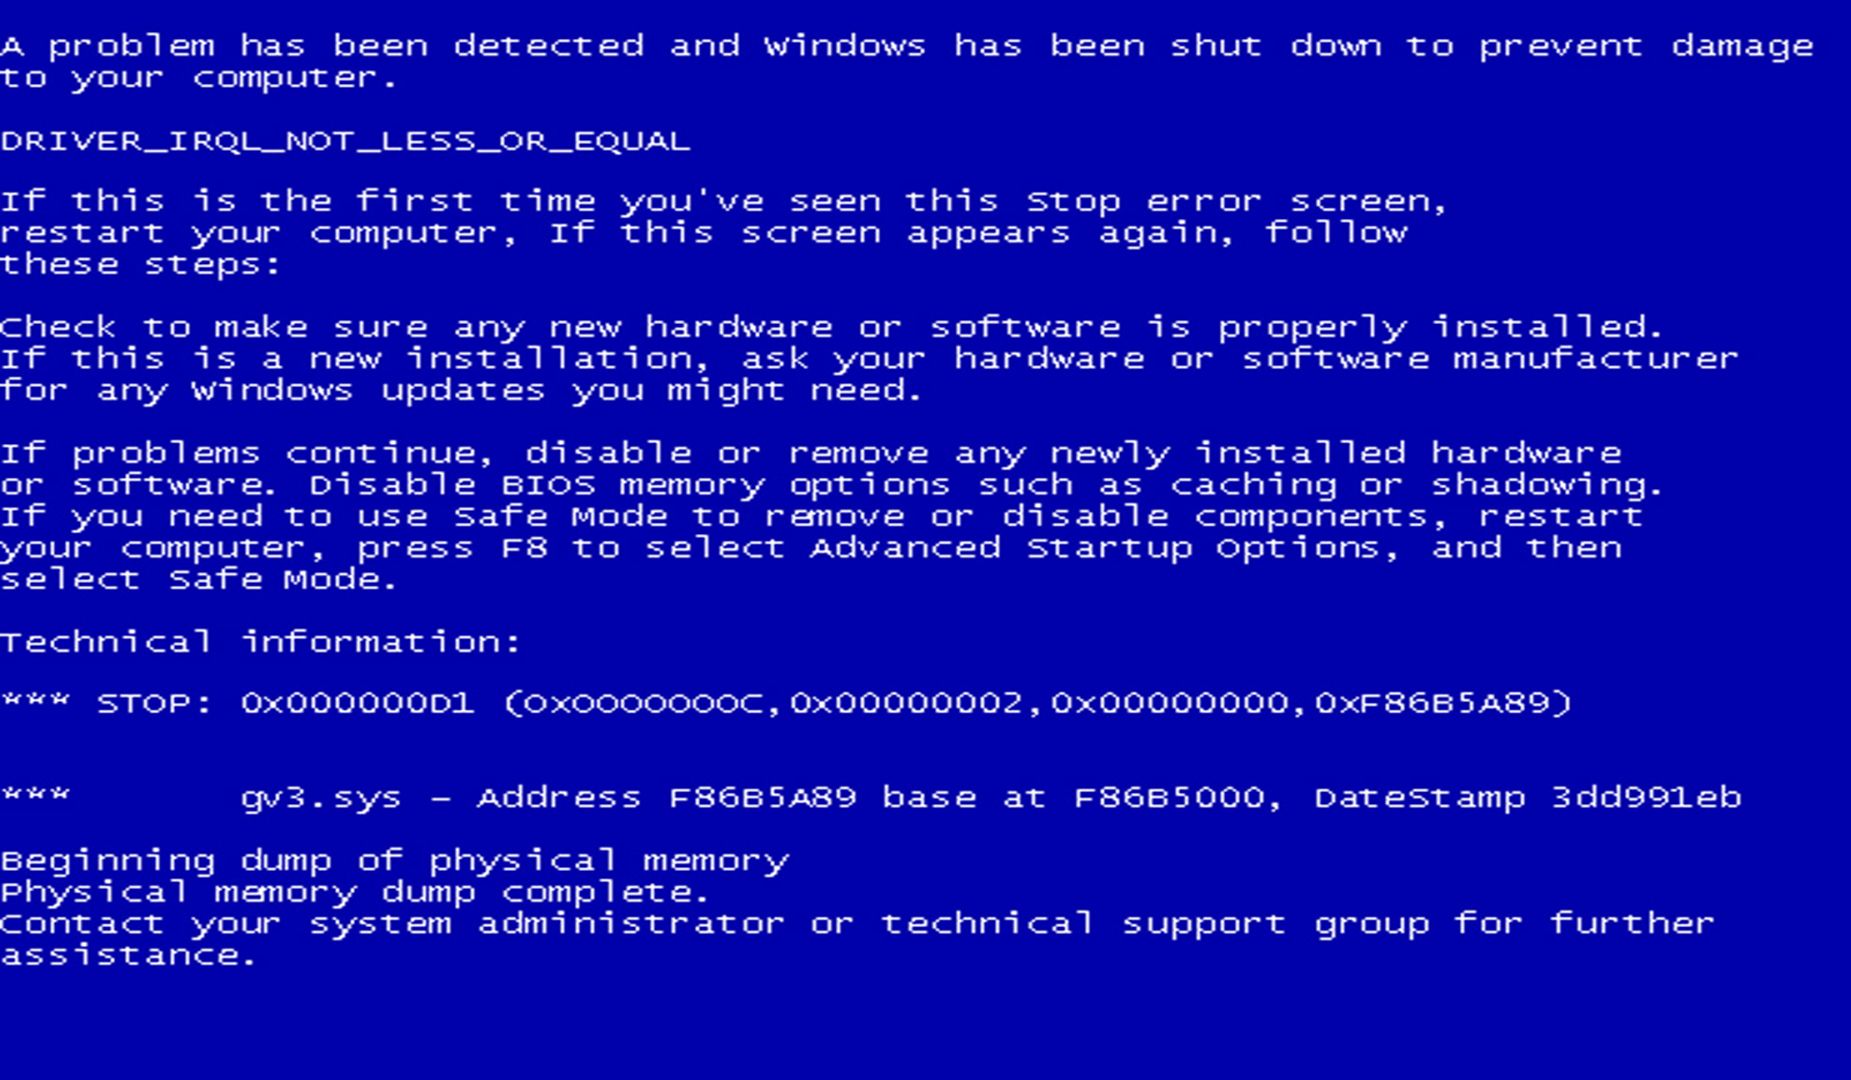 A problem has been detected and Windows has been shut down to prevent damage
to your computer.
DRIVER_IRQL_NOT_LESS_OR_EQUAL
If this is the first time you've seen this Stop error screen,
restart your computer, If this screen appears again, follow
these steps:
Check to make sure any new hardware or software is properly installed.
If this is a new installation, ask your hardware or software manufacturer
for any Windows updates you might need.
If problems continue, disable or remove any newly installed hardware
or software. Disable BIOS memory options such as caching or shadowing.
If you need to use Safe Mode to remove or disable components, restart
your computer, press F8 to select Advanced Startup Options, and then
select Safe Mode.
Technical information:
*** STOP: 0x000000D1 (0x0000000C,0x00000002,0x00000000,0xF86B5A89)
*** gv3.sys – Address F86B5A89 base at F86B5000, DateStamp 3dd991eb
Beginning dump of physical memory
Physical memory dump complete.
Contact your system administrator or technical support group for further
assistance.